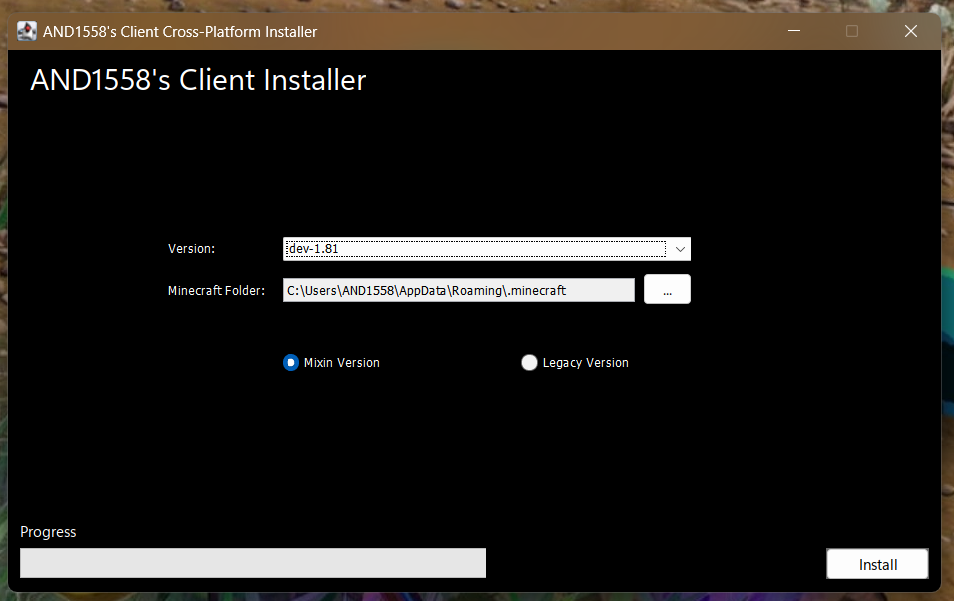 AND1558's Client Cross-Platform Installer
AND1558's Client Installer
Version:
dev-1.81
Minecraft Folder:
C:\Users\AND1558\AppData\Roaming\.minecraft
...
Mixin Version
Legacy Version
Progress
Install